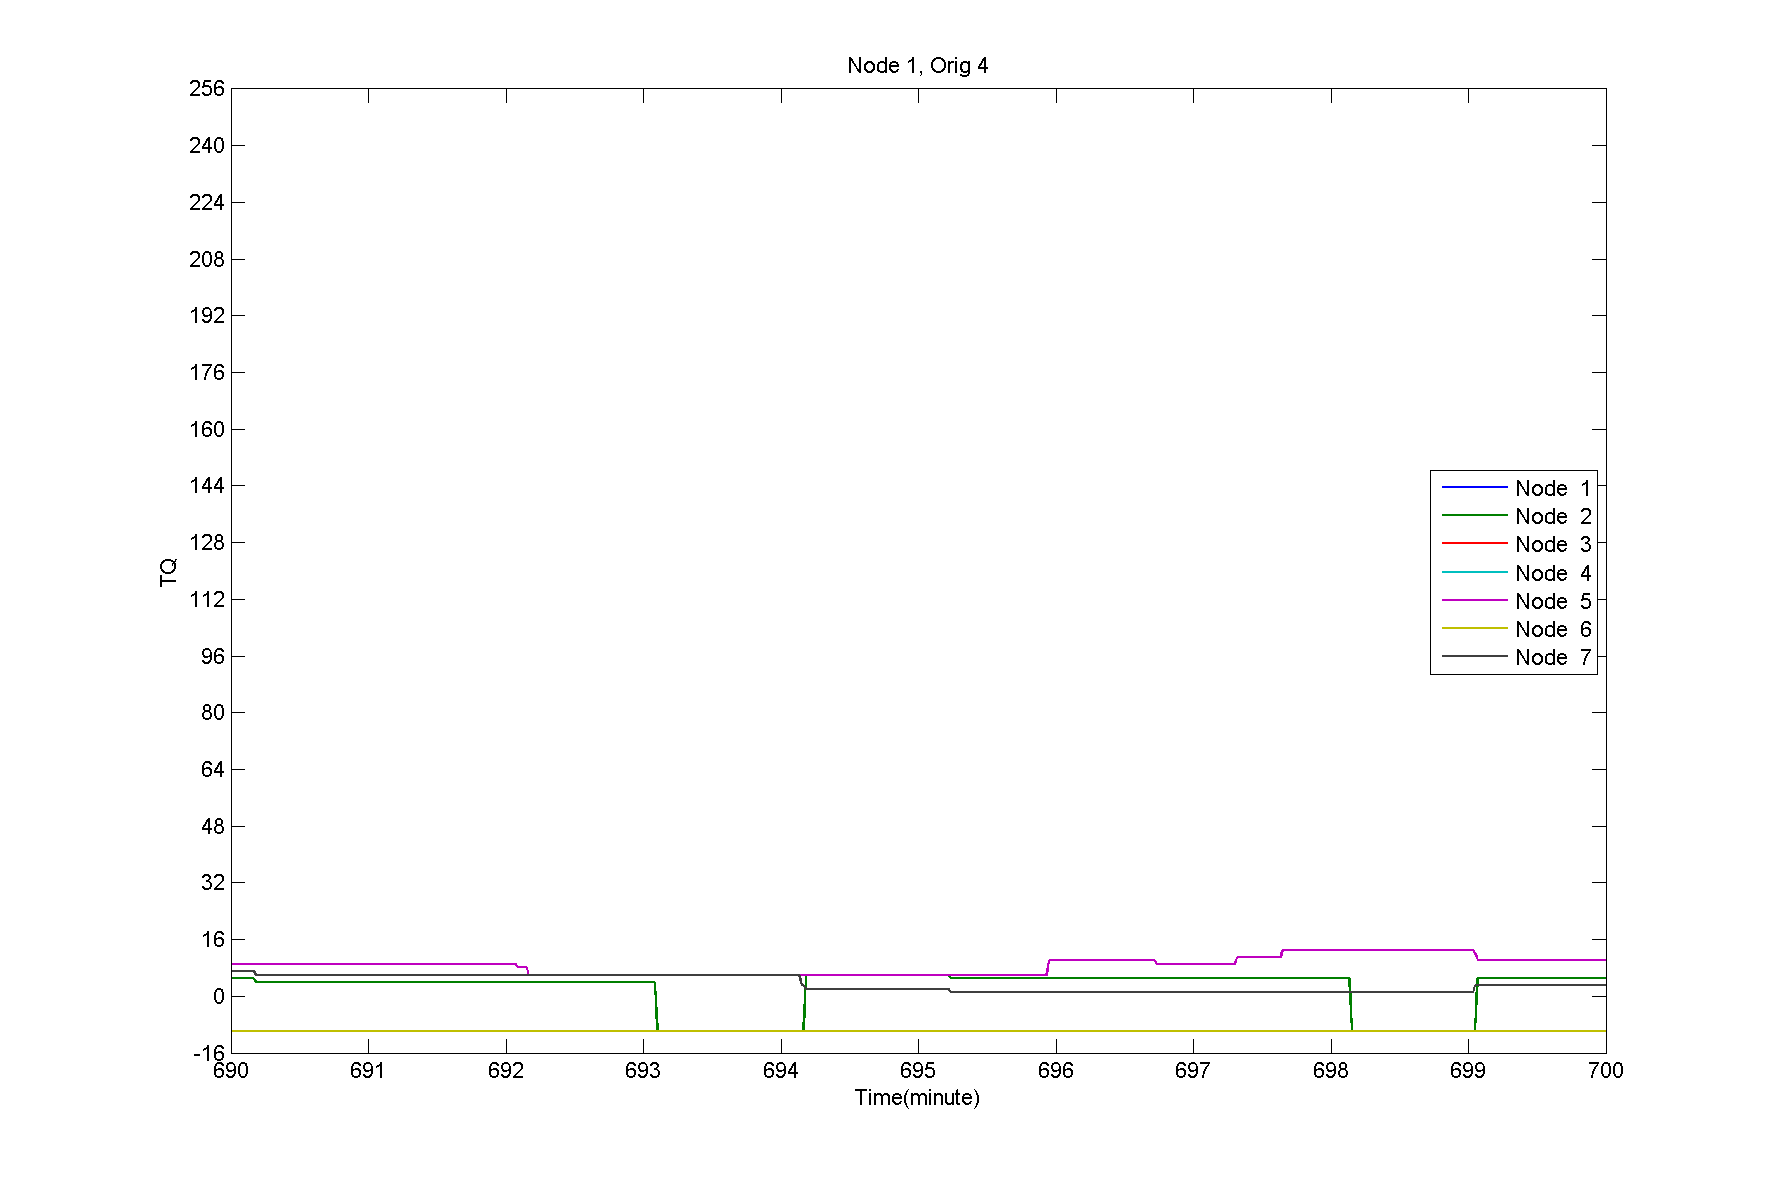 Node 1, Orig 4
256
240
224
208
192
176
160
144
128
112
96
80
64
48
32
16
0
-16
TQ
Node 1
Node 2
Node 3
Node 4
Node 5
Node 6
Node 7
690 691 692 693 694 695 696 697 698 699 700
Time(minute)